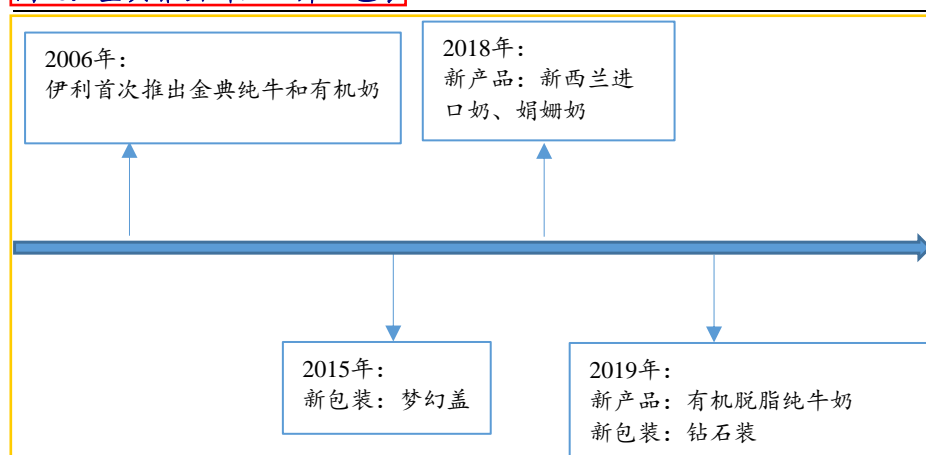 2006年：
伊利首次推出金典纯牛和有机奶
2018年：
新产品：新西兰进
口奶、娟姗奶
2015年：
新包装：梦幻盖
2019年：
新产品：有机脱脂纯牛奶
新包装：钻石装